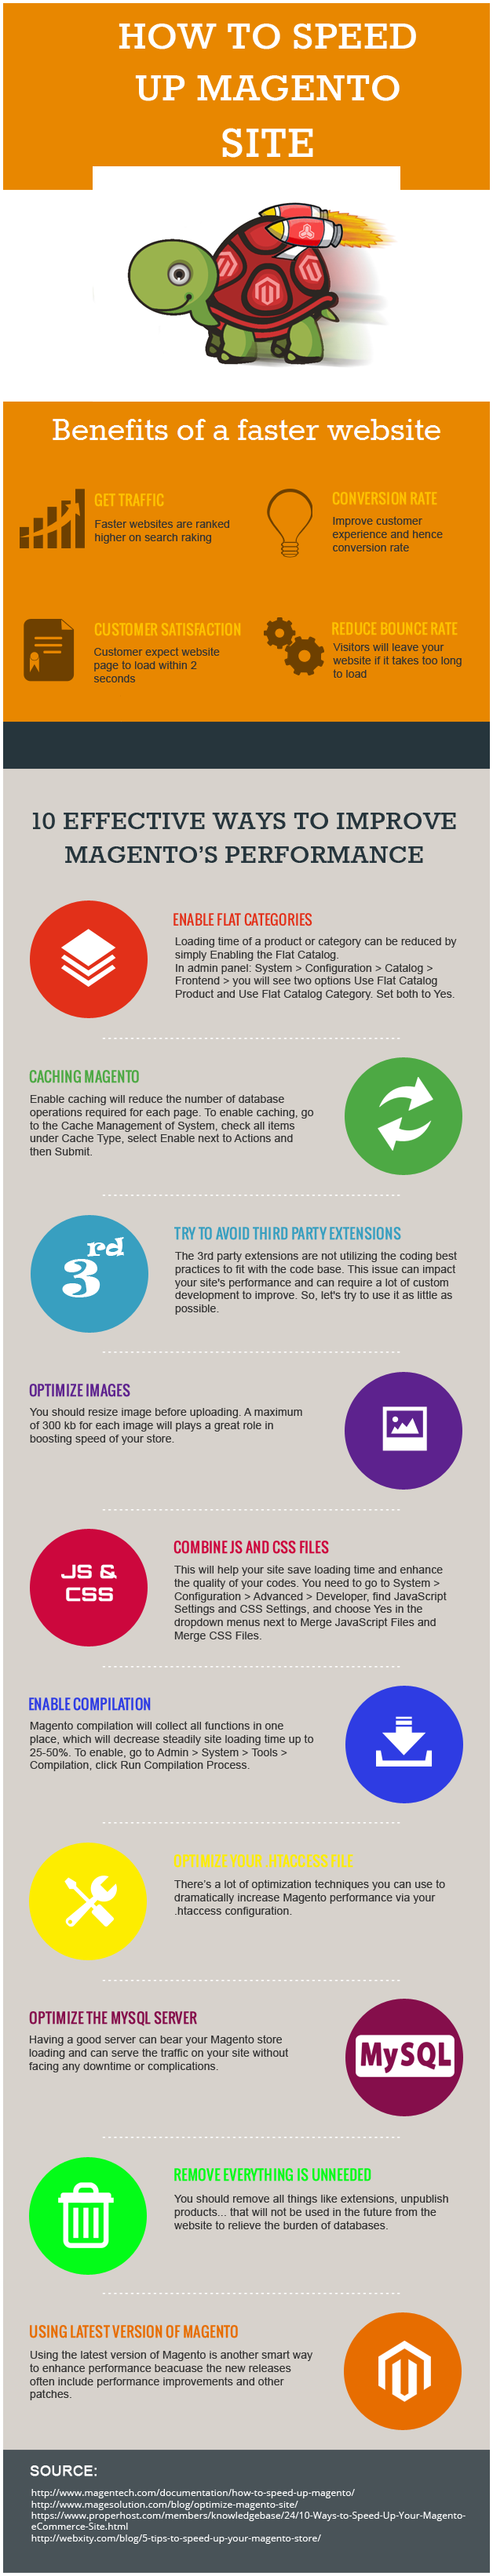 HOW TO SPEED
UP MAGENTO
SITE
Benefits of a faster website
GET TRAFFIC
Faster websites are ranked
higher on search raking
CONVERSION RATE
Improve customer
experience and hence
conversion rate
CUSTOMER SATISFACTION
Customer expect website
page to load within 2
seconds
REDUCE BOUNCE RATE
Visitors will leave your
website if it takes too long
to load
10 EFFECTIVE WAYS TO IMPROVE
MAGENTO'S PERFORMANCE
ENABLE FLAT CATEGORIES
Loading time of a product or category can be reduced by
simply Enabling the Flat Catalog.
In admin panel: System > Configuration > Catalog >
Frontend > you will see two options Use Flat Catalog
Product and Use Flat Catalog Category. Set both to Yes.
CACHING MAGENTO
Enable caching will reduce the number of database
operations required for each page. To enable caching, go
to the Cache Management of System, check all items
under Cache Type, select Enable next to Actions and
then Submit.
3rd
TRY TO AVOID THIRD PARTY EXTENSIONS
The 3rd party extensions are not utilizing the coding best
practices to fit with the code base. This issue can impact
your site's performance and can require a lot of custom
development to improve. So, let's try to use it as little as
possible.
OPTIMIZE IMAGES
You should resize image before uploading. A maximum
of 300 kb for each image will plays a great role in
boosting speed of your store.
JS &
CSS
COMBINE JS AND CSS FILES
This will help your site save loading time and enhance
the quality of your codes. You need to go to System >
Configuration > Advanced > Developer, find JavaScript
Settings and CSS Settings, and choose Yes in the
dropdown menus next to Merge JavaScript Files and
Merge CSS Files.
ENABLE COMPILATION
Magento compilation will collect all functions in one
place, which will decrease steadily site loading time up to
25-50%. To enable, go to Admin > System > Tools >
Compilation, click Run Compilation Process.
OPTIMIZE YOUR .HTACCESS FILE
There's a lot of optimization techniques you can use to
dramatically increase Magento performance via your
.htaccess configuration.
OPTIMIZE THE MYSQL SERVER
Having a good server can bear your Magento store
loading and can serve the traffic on your site without
facing any downtime or complications.
MySQL
REMOVE EVERYTHING IS UNNEEDED
You should remove all things like extensions, unpublish
products... that will not be used in the future from the
website to relieve the burden of databases.
USING LATEST VERSION OF MAGENTO
Using the latest version of Magento is another smart way
to enhance performance beacuase the new releases
often include performance improvements and other
patches.
SOURCE:
http://www.magentech.com/documentation/how-to-speed-up-magento/
http://www.magesolution.com/blog/optimize-magento-site/
https://www.properhost.com/members/knowledgebase/24/10-Ways-to-Speed-Up-Your-Magento-
eCommerce-Site.html
http://webxity.com/blog/5-tips-to-speed-up-your-magento-store/